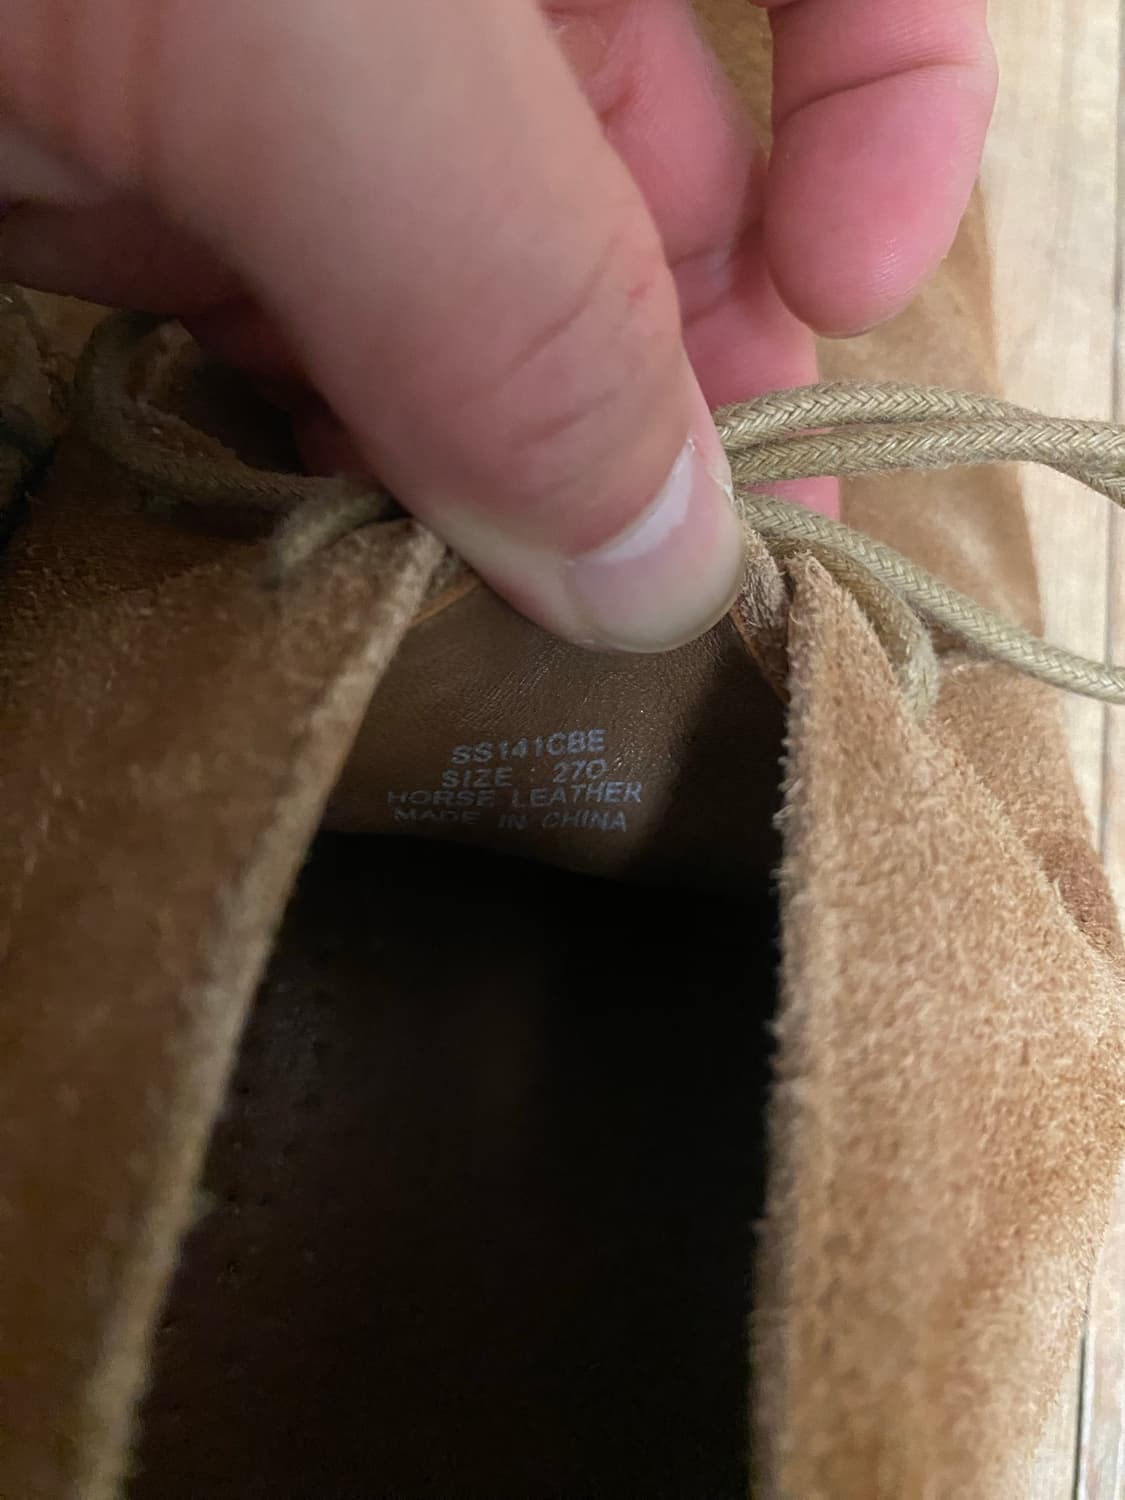 SS141CBE
SIZE : 270
HORSE LEATHER
MADE IN CHINA